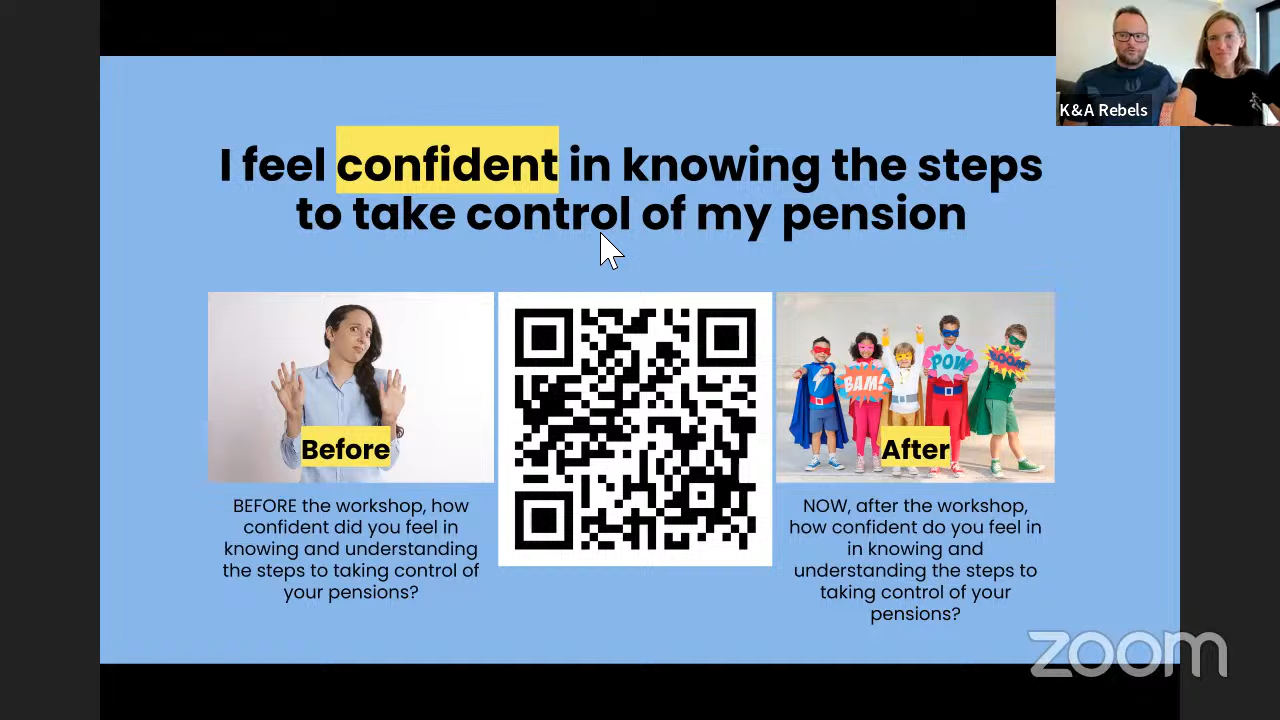 K&A Rebels
I feel confident in knowing the steps
to take control of my pension
BAM!
POW
BOOM!
Before
After
BEFORE the workshop, how
confident did you feel in
knowing and understanding
the steps to taking control of
your pensions?
NOW, after the workshop,
how confident do you feel in
in knowing and
understanding the steps to
taking control of your
pensions?
zoom